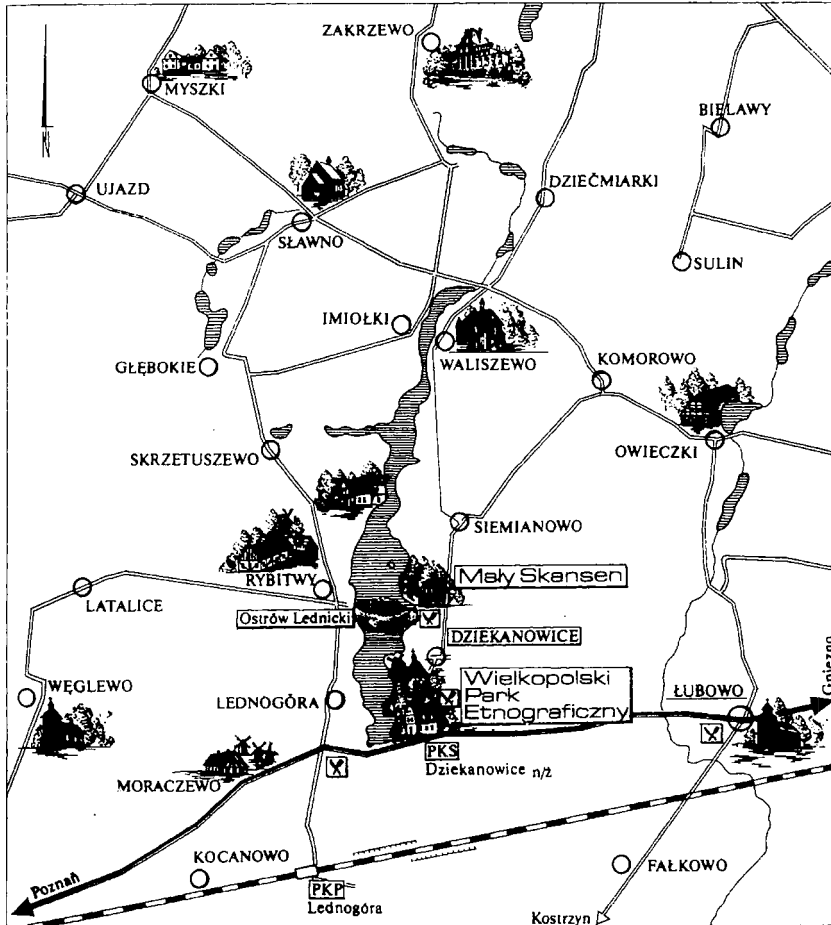 ZAKRZEWO
MYSZKI
N
BIELAWY
UJAZD
DZIEĆMIARKI
SŁAWNO
SULIN
IMIOŁKI
WALISZEWO
GŁĘBOKIE
KOMOROWO
SKRZETUSZEWO
OWIECZKI
SIEMIANOWO
Mały Skansen
RYBITWY
LATALICE
Ostrów Lednicki
DZIEKANOWICE
WĘGLEWO
LEDNOGÓRA
Wielkopolski
Park
Etnograficzny
ŁUBOWO
Gniezno
PKS
Dziekanowice n/ż
MORACZEWO
KOCANOWO
FAŁKOWO
Poznań
PKP
Lednogóra
Kostrzyn